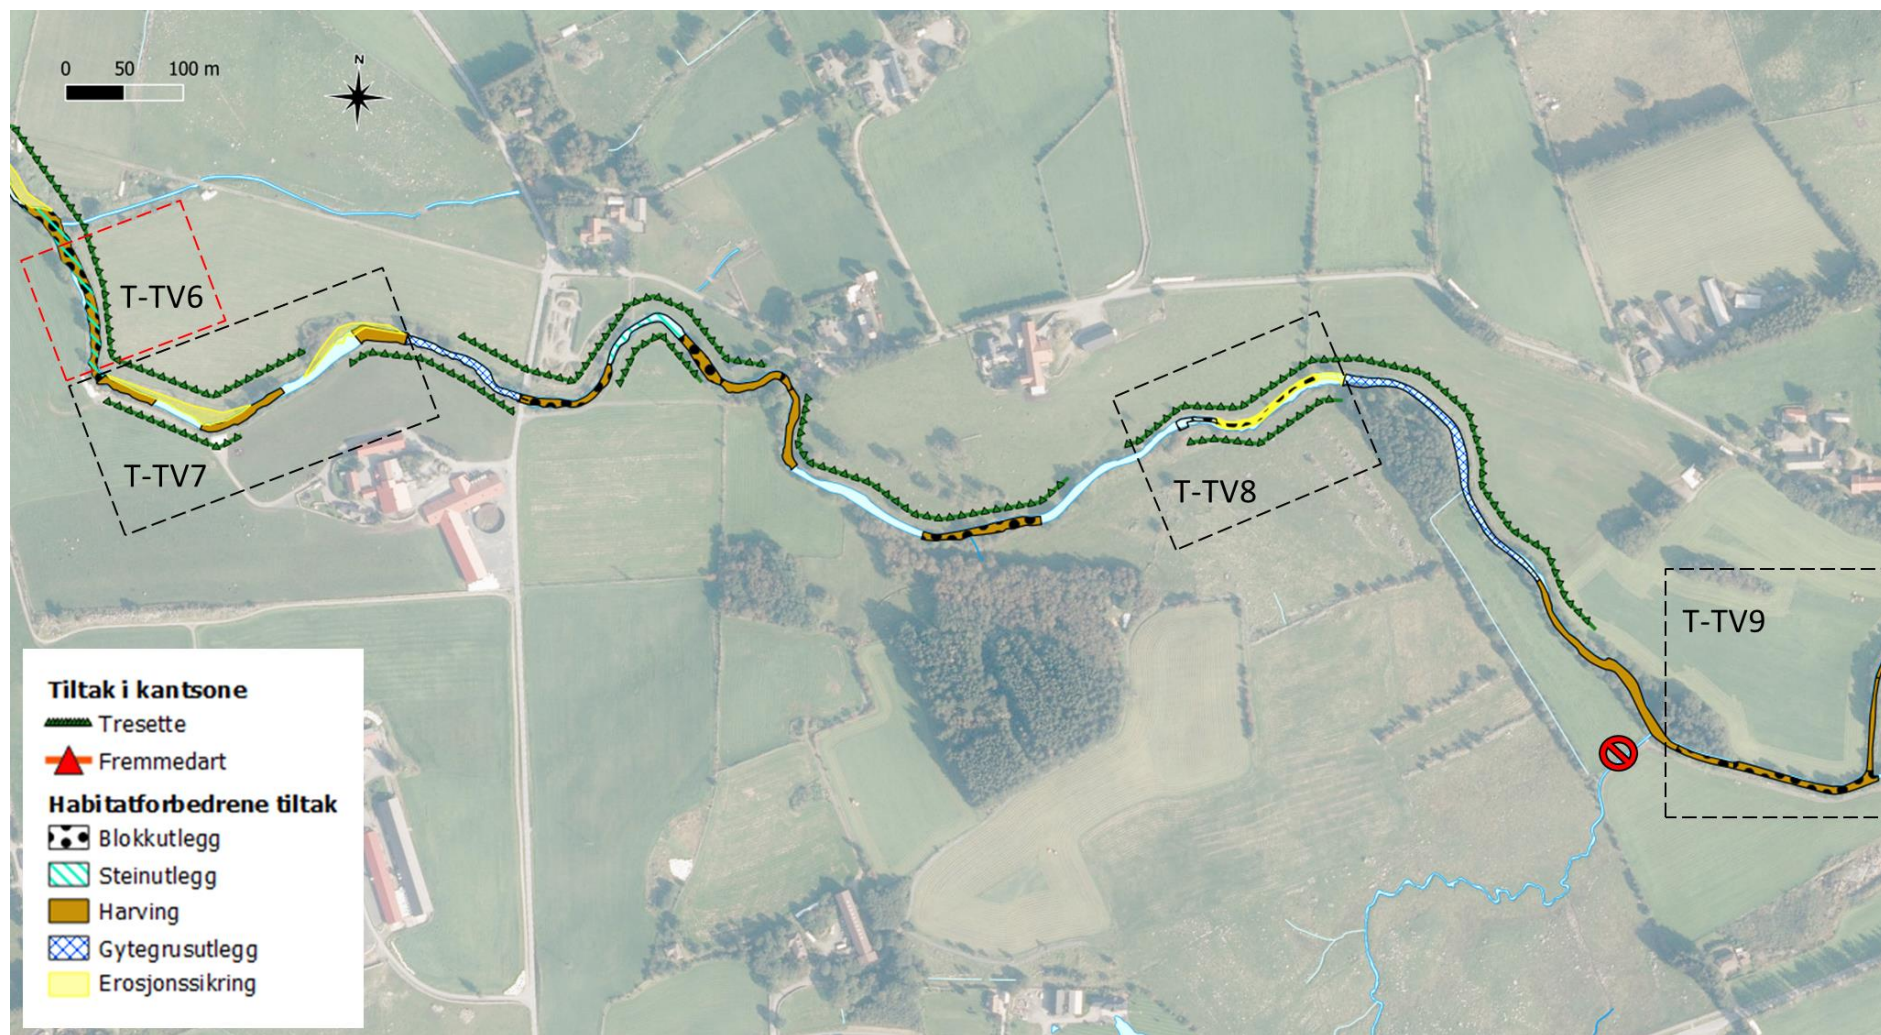 0 50 100 m
N
T-TV6
T-TV7
T-TV8
T-TV9
Tiltak i kantsone
Tresette
Fremmedart
Habitatforbedrene tiltak
Blokkutlegg
Steinutlegg
Harving
Gytegrusutlegg
Erosjonssikring